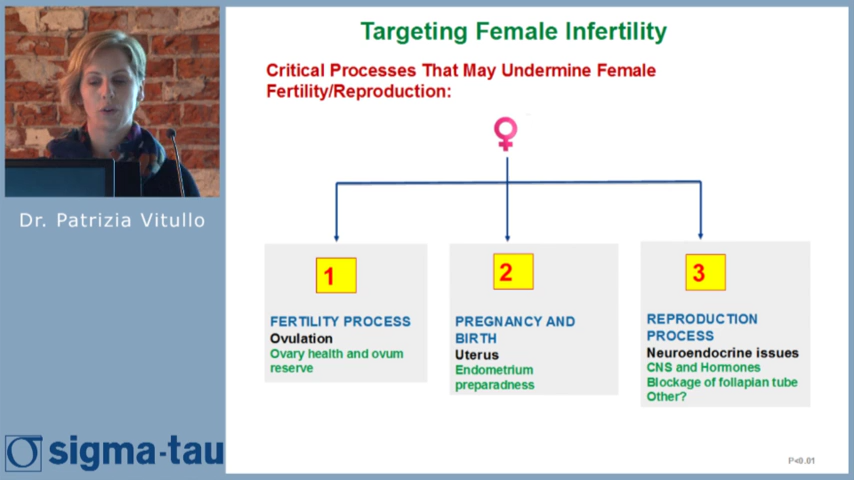 Targeting Female Infertility
Critical Processes That May Undermine Female
Fertility/Reproduction:
Dr. Patrizia Vitullo
1
FERTILITY PROCESS
Ovulation
Ovary health and ovum
reserve
2
PREGNANCY AND
BIRTH
Uterus
Endometrium
preparadness
3
REPRODUCTION
PROCESS
Neuroendocrine issues
CNS and Hormones
Blockage of follapian tube
Other?
sigma-tau
P<0.01